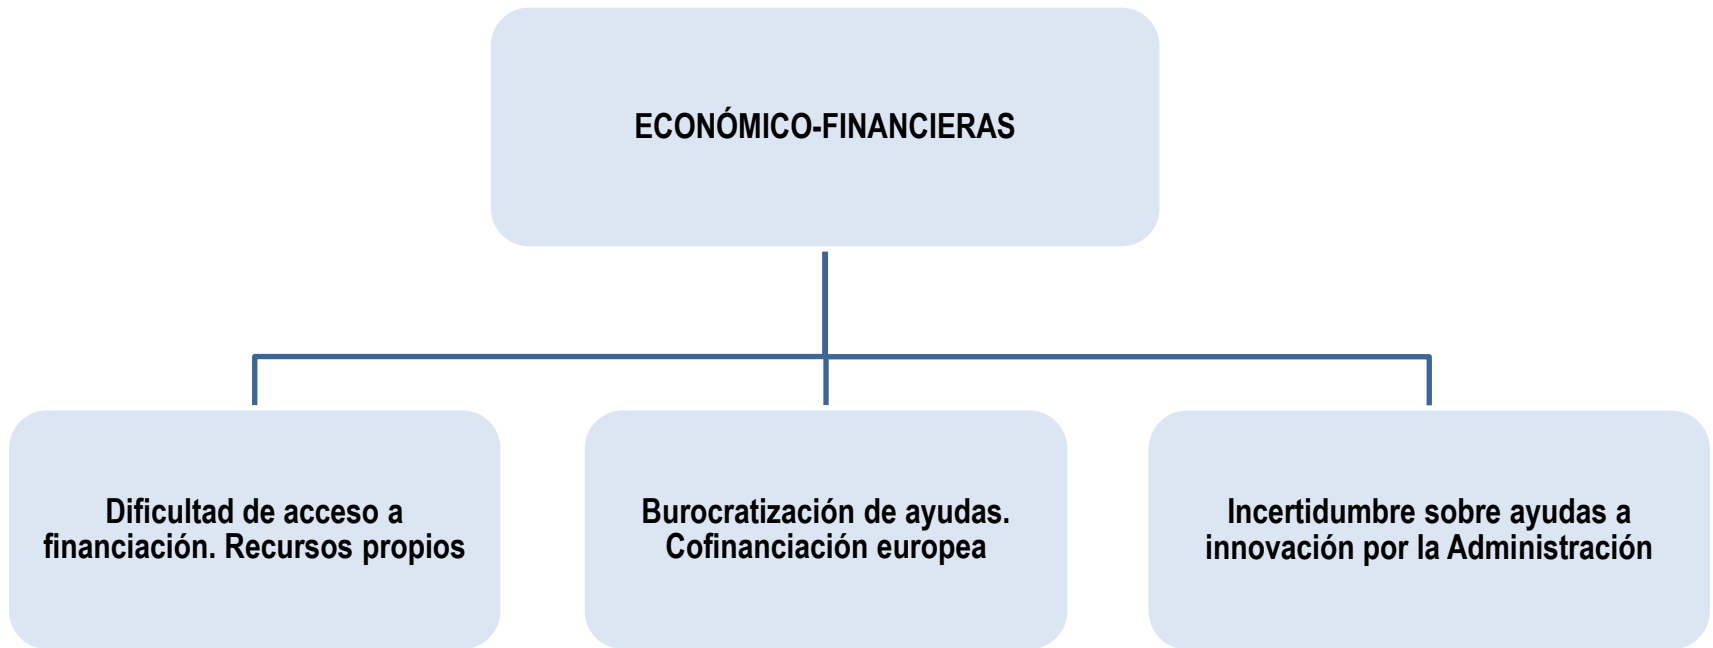 ECONÓMICO-FINANCIERAS
Dificultad de acceso a
financiación. Recursos propios
Burocratización de ayudas.
Cofinanciación europea
Incertidumbre sobre ayudas a
innovación por la Administración